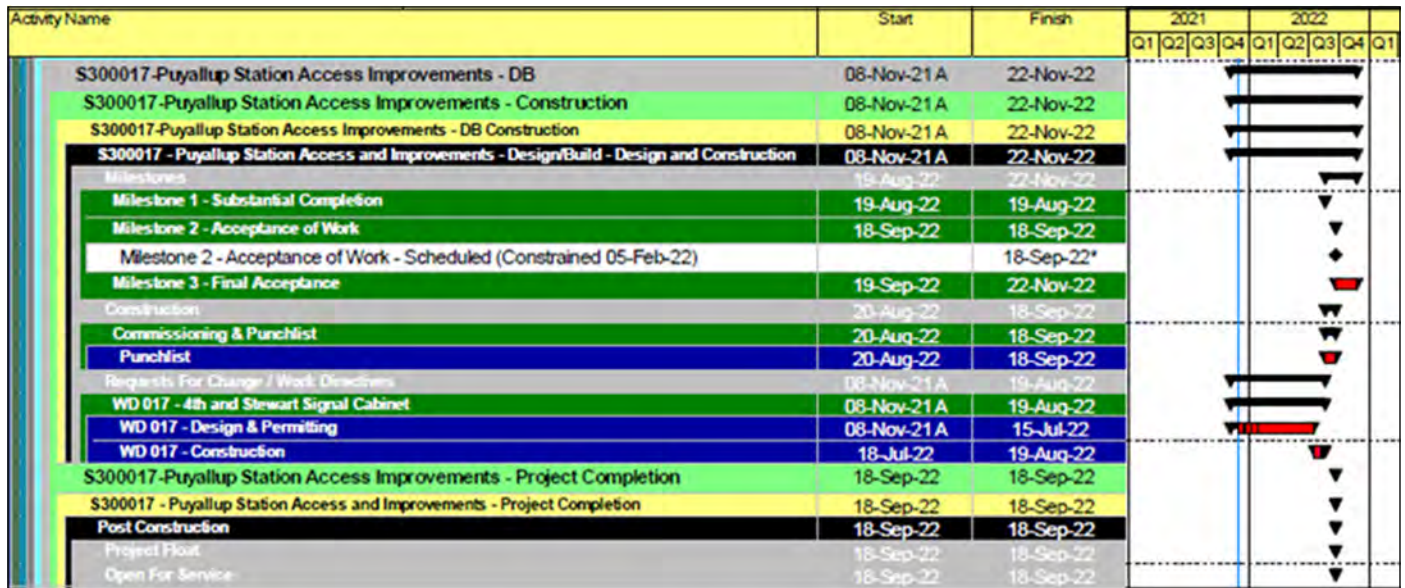 Activity Name Start Finish 2021 2022
Q1 Q2 Q3 Q4 Q1 Q2 Q3 Q4 Q1
S300017-Puyallup Station Access Improvements - DB 08-Nov-21 A 22-Nov-22
S300017-Puyallup Station Access Improvements - Construction 08-Nov-21 A 22-Nov-22
S300017-Puyallup Station Access Improvements - DB Construction 08-Nov-21 A 22-Nov-22
S300017 - Puyallup Station Access and Improvements - Design/Build - Design and Construction 08-Nov-21 A 22-Nov-22
Milestones 19-Aug-22 22-Nov-22
Milestone 1 - Substantial Completion 19-Aug-22 19-Aug-22
Milestone 2 - Acceptance of Work 18-Sep-22 18-Sep-22
Milestone 2 - Acceptance of Work - Scheduled (Constrained 05-Feb-22) 18-Sep-22*
Milestone 3 - Final Acceptance 19-Sep-22 22-Nov-22
Construction 20-Aug-22 18-Sep-22
Commissioning & Punchlist 20-Aug-22 18-Sep-22
Punchlist 20-Aug-22 18-Sep-22
Requests For Change / Work Directives 08-Nov-21 A 19-Aug-22
WD 017 - 4th and Stewart Signal Cabinet 08-Nov-21 A 19-Aug-22
WD 017 - Design & Permitting 08-Nov-21 A 15-Jul-22
WD 017 - Construction 18-Jul-22 19-Aug-22
S300017-Puyallup Station Access Improvements - Project Completion 18-Sep-22 18-Sep-22
S300017 - Puyallup Station Access and Improvements - Project Completion 18-Sep-22 18-Sep-22
Post Construction 18-Sep-22 18-Sep-22
Project Float 18-Sep-22 18-Sep-22
Open For Service 18-Sep-22 18-Sep-22